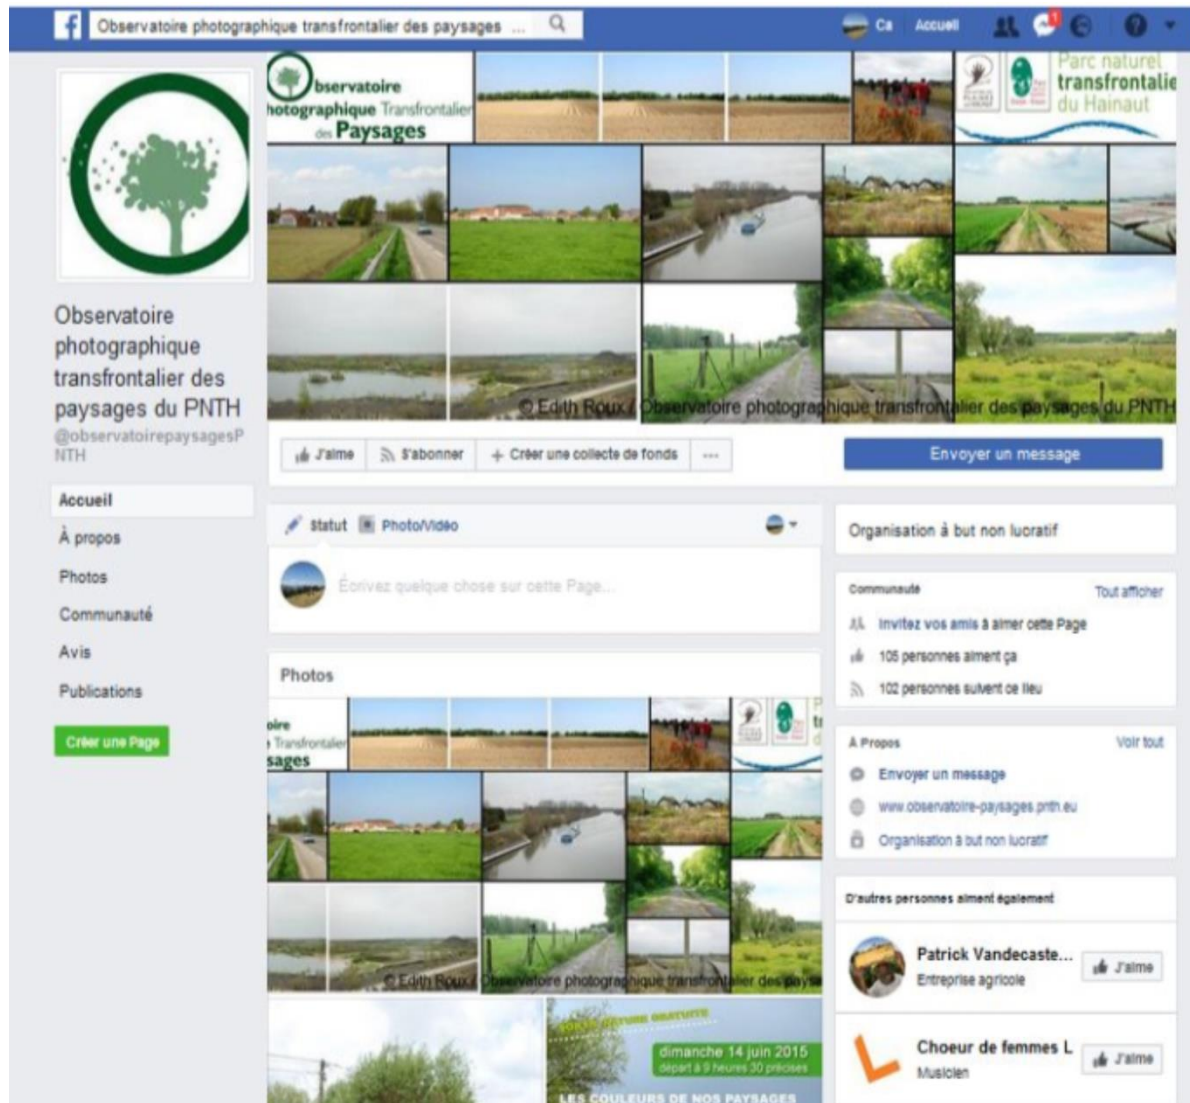 f Observatoire photographique transfrontalier des paysages ...
Ca Accueil 1
bservatoire
hotographique Transfrontalier
des Paysages
Parc naturel
transfrontalie
du Hainaut
© Edith Roux / Observatoire photographique transfrontalier des paysages du PNTH
Observatoire
photographique
transfrontalier des
paysages du PNTH
@observatoirepaysagesP
NTH
J'aime S'abonner + Créer une collecte de fonds ...
Envoyer un message
Accueil
À propos
Photos
Communauté
Avis
Publications
Créer une Page
Statut Photo/Vidéo
Écrivez quelque chose sur cette Page...
Photos
oire
Transfrontalier
sages
© Edith Roux / Observatoire photographique transfrontalier des paysa
SORTIE NATURE GRATUITE
dimanche 14 juin 2015
départ à 9 heures 30 précises
LES COULEURS DE NOS PAYSAGES
Organisation à but non lucratif
Communauté Tout afficher
Invitez vos amis à aimer cette Page
105 personnes aiment ça
102 personnes suivent ce lieu
À Propos Voir tout
Envoyer un message
www.observatoire-paysages.pnth.eu
Organisation à but non lucratif
D'autres personnes aiment également
Patrick Vandecaste...
Entreprise agricole
J'aime
Choeur de femmes L
Musicien
J'aime